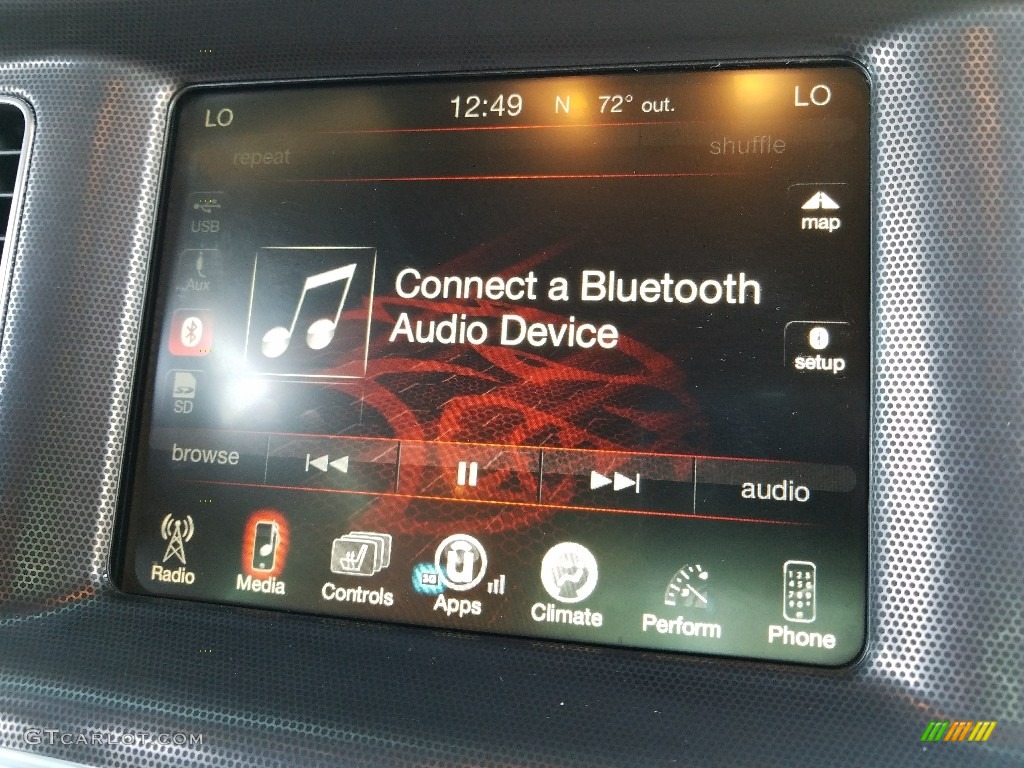 LO 12:49 N 72° out. LO
repeat shuffle
USB
map
Aux
Connect a Bluetooth
Audio Device
setup
SD
browse audio
3G
Radio Media Controls Apps Climate Perform Phone
GTCARLOT.COM